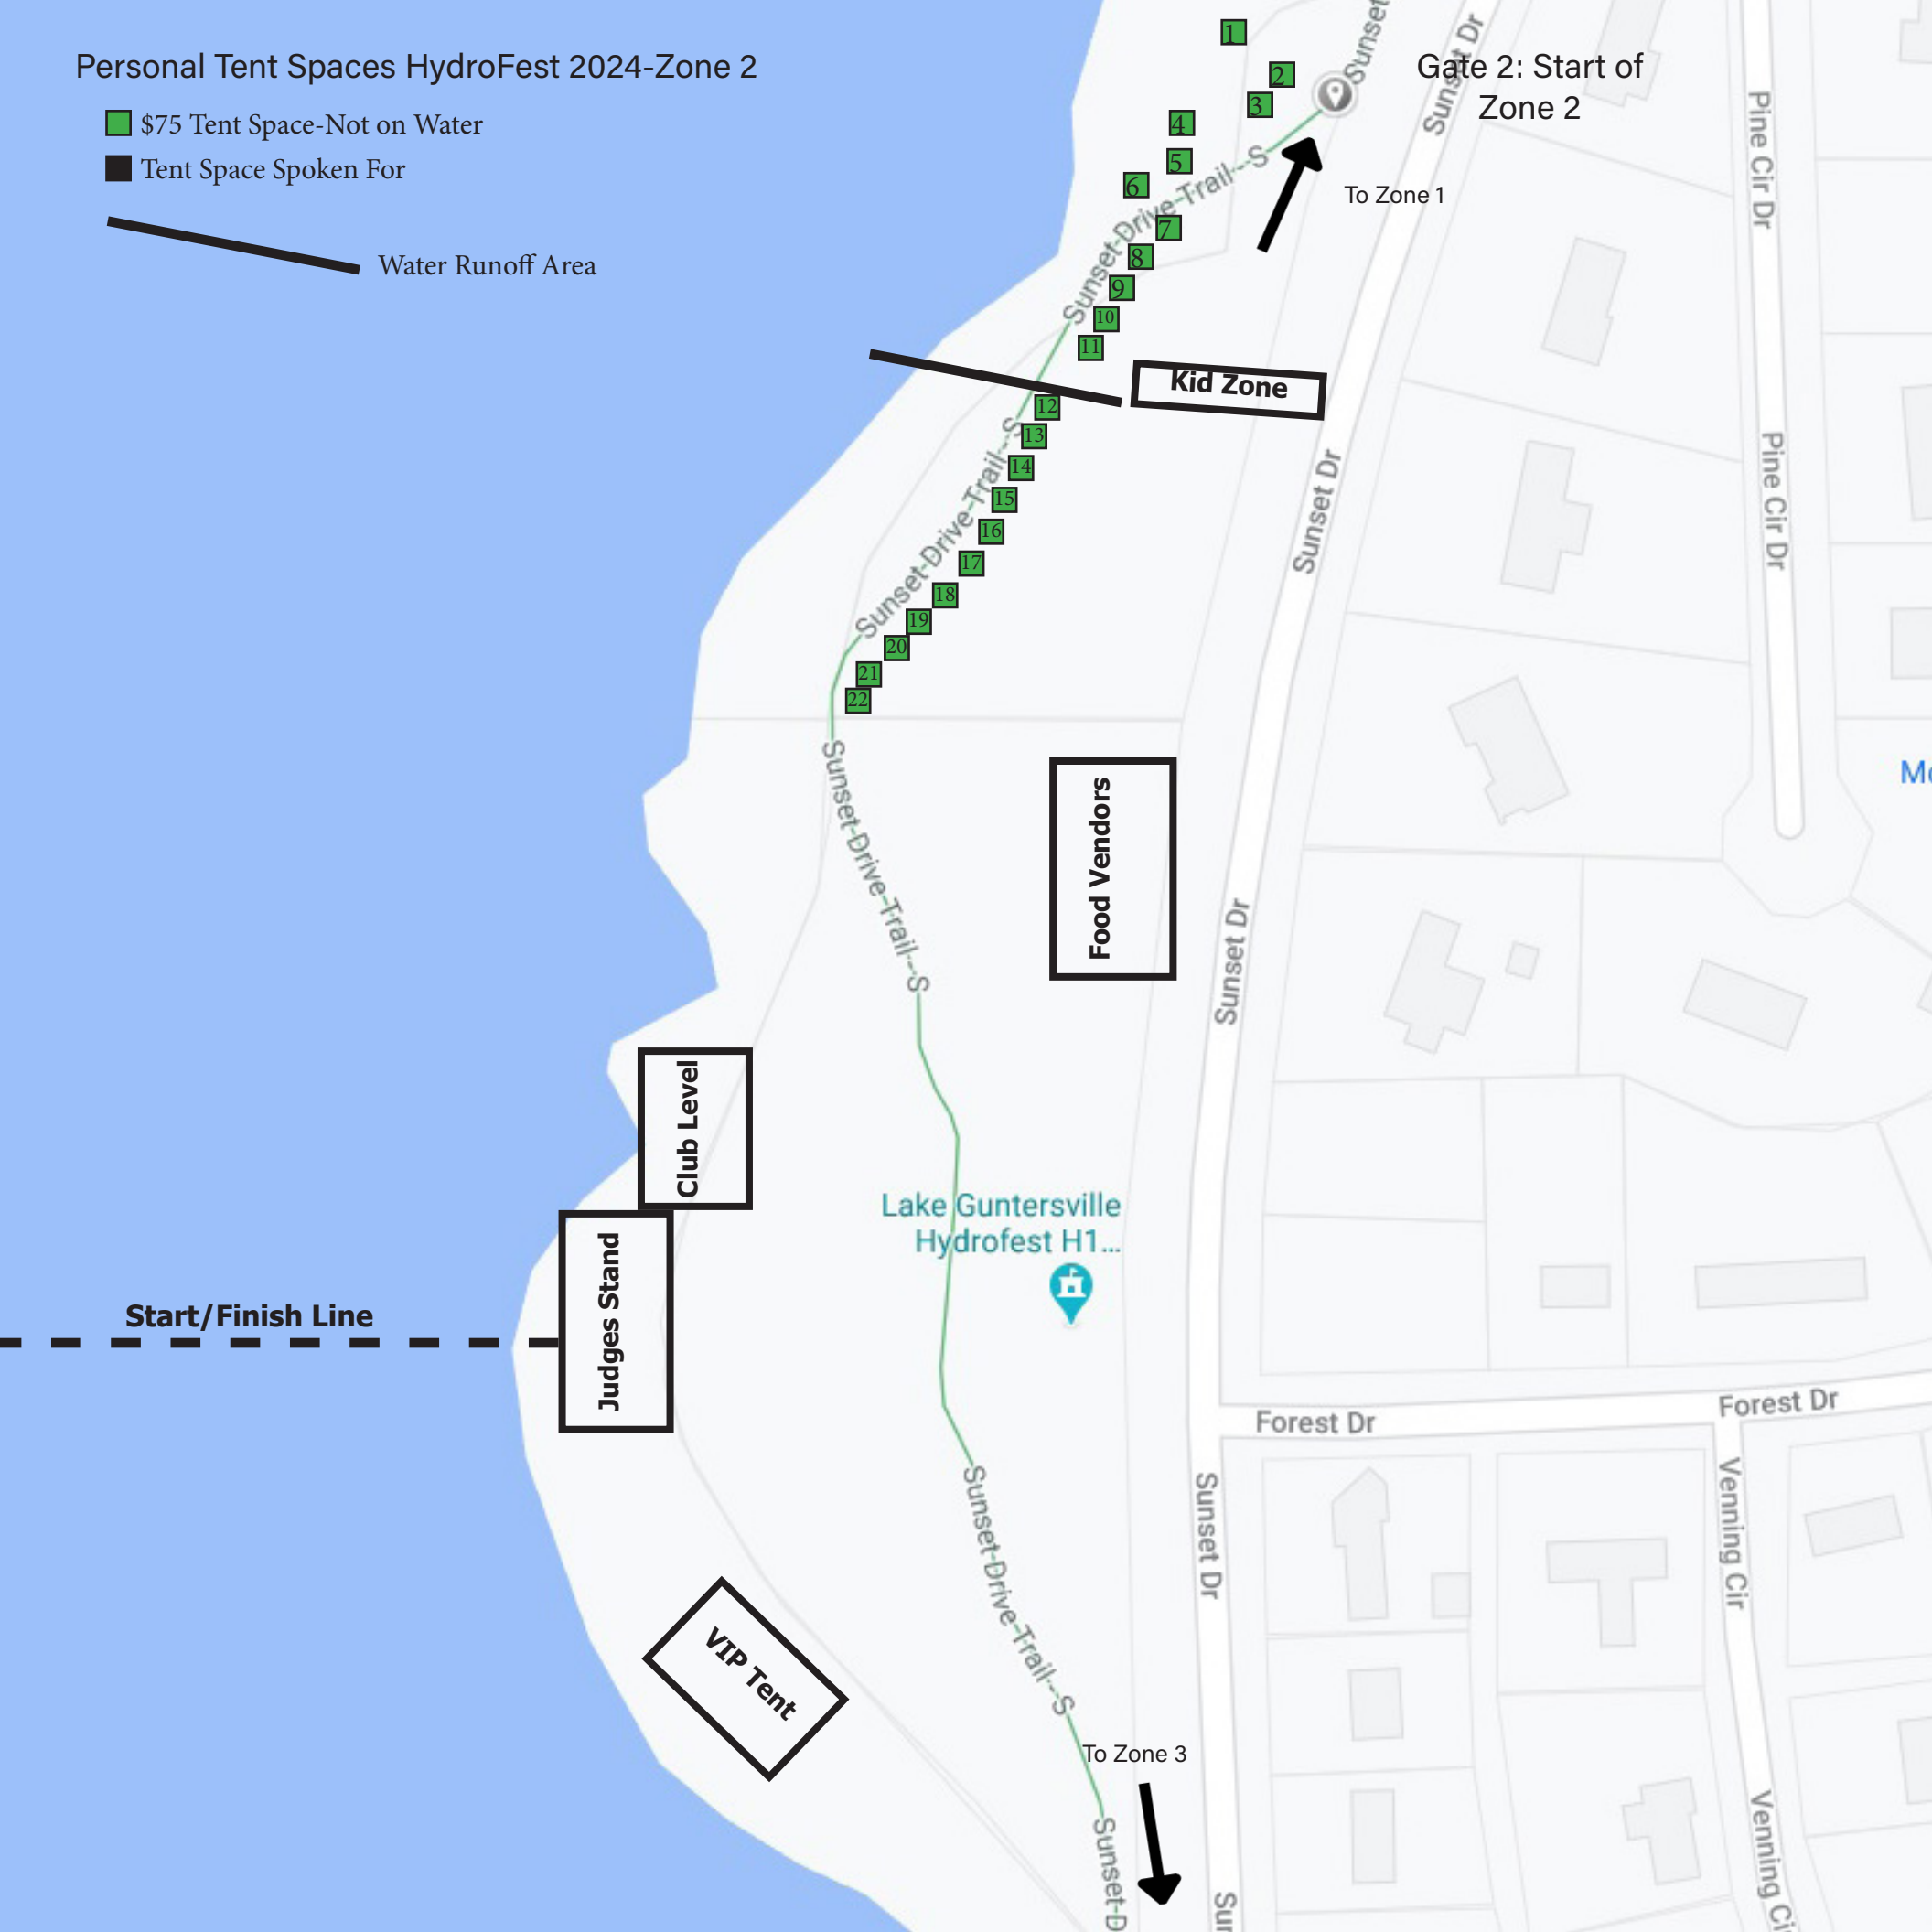 Personal Tent Spaces HydroFest 2024-Zone 2
$75 Tent Space-Not on Water
Tent Space Spoken For
Water Runoff Area
Gate 2: Start of
Zone 2
To Zone 1
Sunset
Sunset Dr
Pine Cir Dr
1
2
3
4
5
6
7
8
9
10
11
Sunset-Drive-Trail--S
Sunset-Drive-Trail--S
Kid Zone
12
13
14
15
16
17
18
19
20
21
22
Sunset Dr
Pine Cir Dr
Sunset-Drive-Trail--S
Food Vendors
Sunset Dr
Club Level
Lake Guntersville
Hydrofest H1...
Judges Stand
Start/Finish Line
Forest Dr
Forest Dr
Sunset Dr
Venning Cir
Sunset-Drive-Trail--S
VIP Tent
To Zone 3
Sunset-D
Sur
Venning Ci